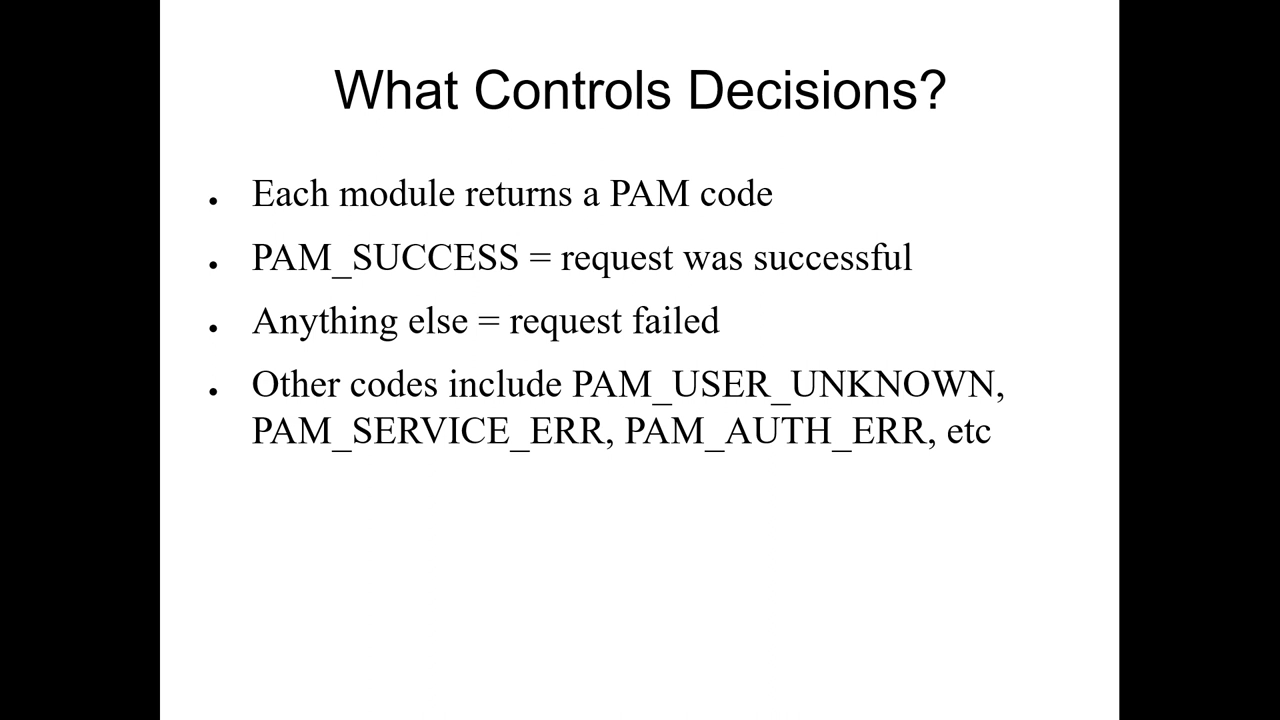 What Controls Decisions?
Each module returns a PAM code
PAM_SUCCESS = request was successful
Anything else = request failed
Other codes include PAM_USER_UNKNOWN,
PAM_SERVICE_ERR, PAM_AUTH_ERR, etc